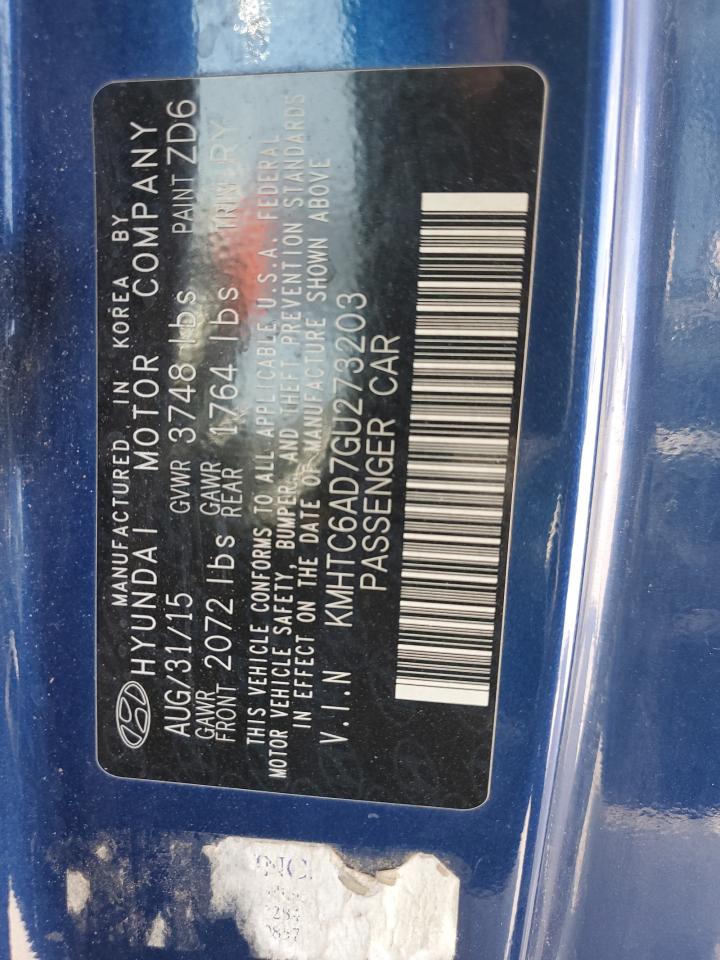 MANUFACTURED IN KOREA BY
HYUNDAI MOTOR COMPANY
AUG/31/15 GVWR 3748 lbs PAINT ZD6
GAWR FRONT 2072 lbs GAWR REAR 1764 lbs TRIM RY
THIS VEHICLE CONFORMS TO ALL APPLICABLE U.S.A. FEDERAL
MOTOR VEHICLE SAFETY, BUMPER, AND THEFT PREVENTION STANDARDS
IN EFFECT ON THE DATE OF MANUFACTURE SHOWN ABOVE
V.I.N KMHTC6AD7GU273203
PASSENGER CAR